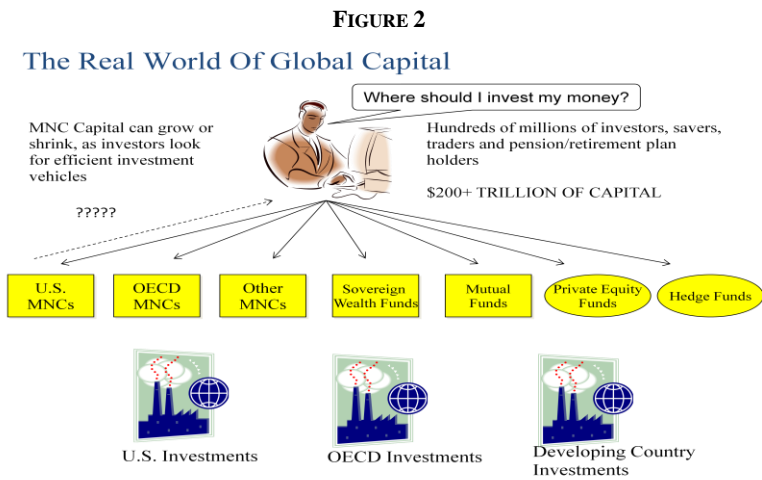 FIGURE 2
The Real World Of Global Capital
Where should I invest my money?
MNC Capital can grow or
shrink, as investors look
for efficient investment
vehicles
Hundreds of millions of investors, savers,
traders and pension/retirement plan
holders
$200+ TRILLION OF CAPITAL
?????
U.S.
MNCs
OECD
MNCs
Other
MNCs
Sovereign
Wealth Funds
Mutual
Funds
Private Equity
Funds
Hedge Funds
U.S. Investments
OECD Investments
Developing Country
Investments